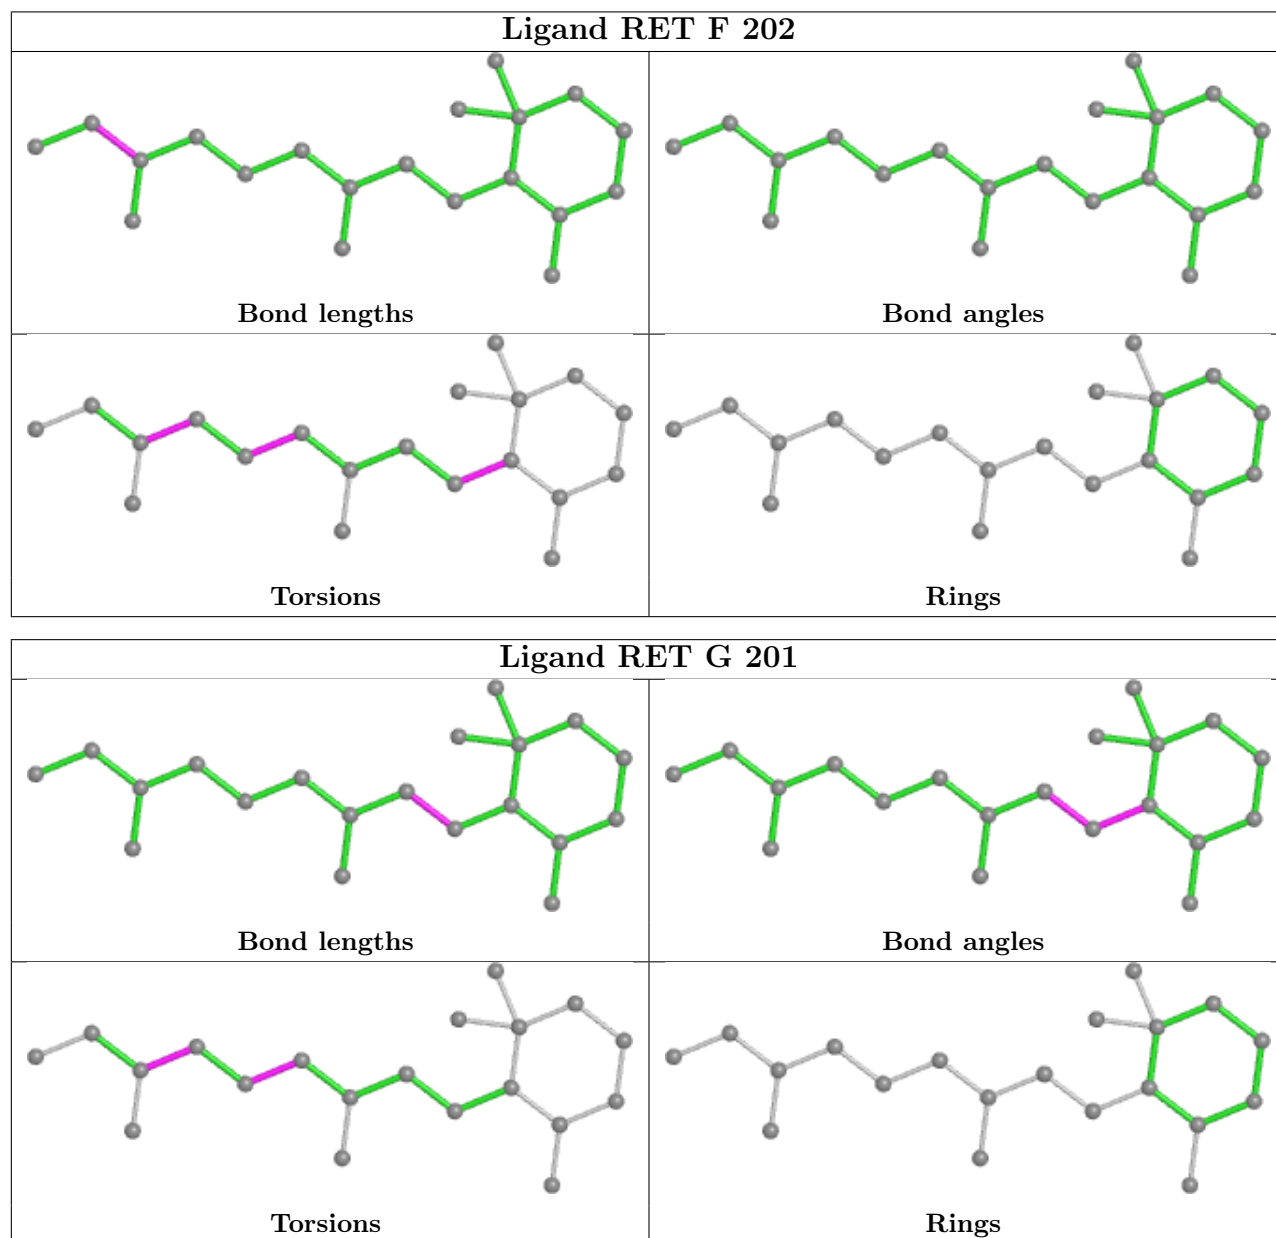 Ligand RET F 202
Bond lengths
Bond angles
Torsions
Rings
Ligand RET G 201
Bond lengths
Bond angles
Torsions
Rings